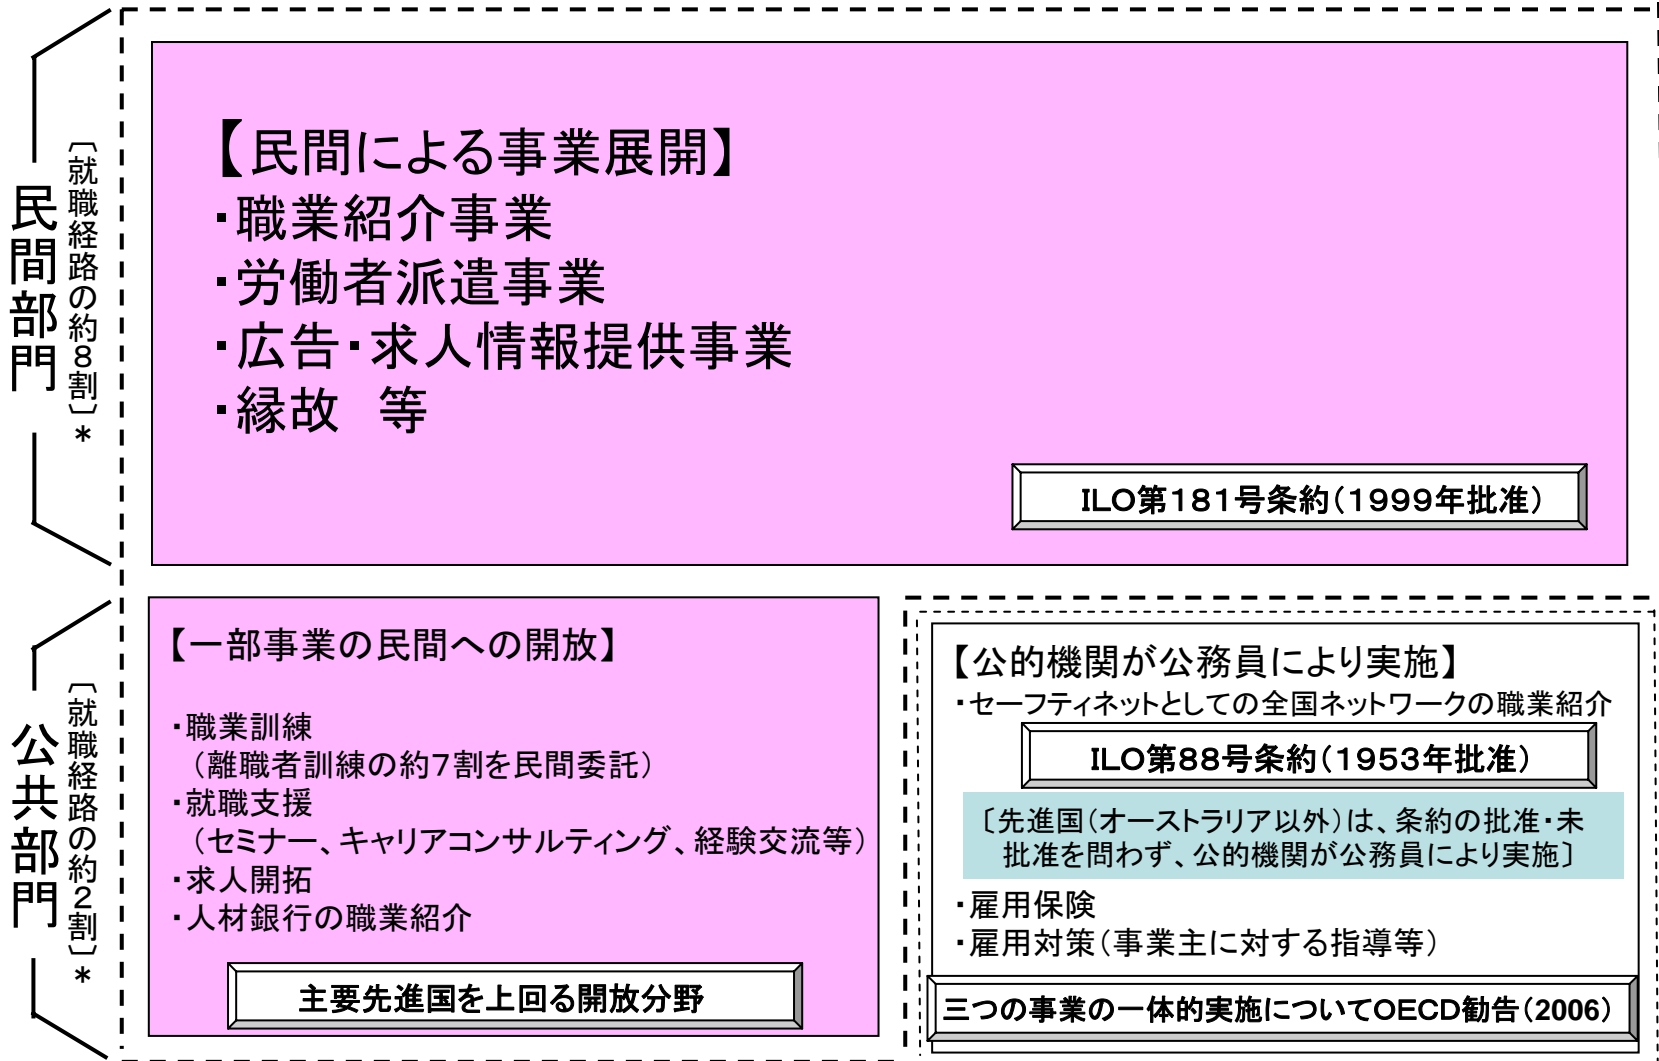 民間部門
〔就職経路の約8割〕*
【民間による事業展開】
・職業紹介事業
・労働者派遣事業
・広告・求人情報提供事業
・縁故　等
ILO第181号条約(1999年批准)
公共部門
〔就職経路の約2割〕*
【一部事業の民間への開放】
・職業訓練
(離職者訓練の約7割を民間委託)
・就職支援
(セミナー、キャリアコンサルティング、経験交流等)
・求人開拓
・人材銀行の職業紹介
主要先進国を上回る開放分野
【公的機関が公務員により実施】
・セーフティネットとしての全国ネットワークの職業紹介
ILO第88号条約(1953年批准)
〔先進国(オーストラリア以外)は、条約の批准・未
批准を問わず、公的機関が公務員により実施〕
・雇用保険
・雇用対策(事業主に対する指導等)
三つの事業の一体的実施についてOECD勧告(2006)